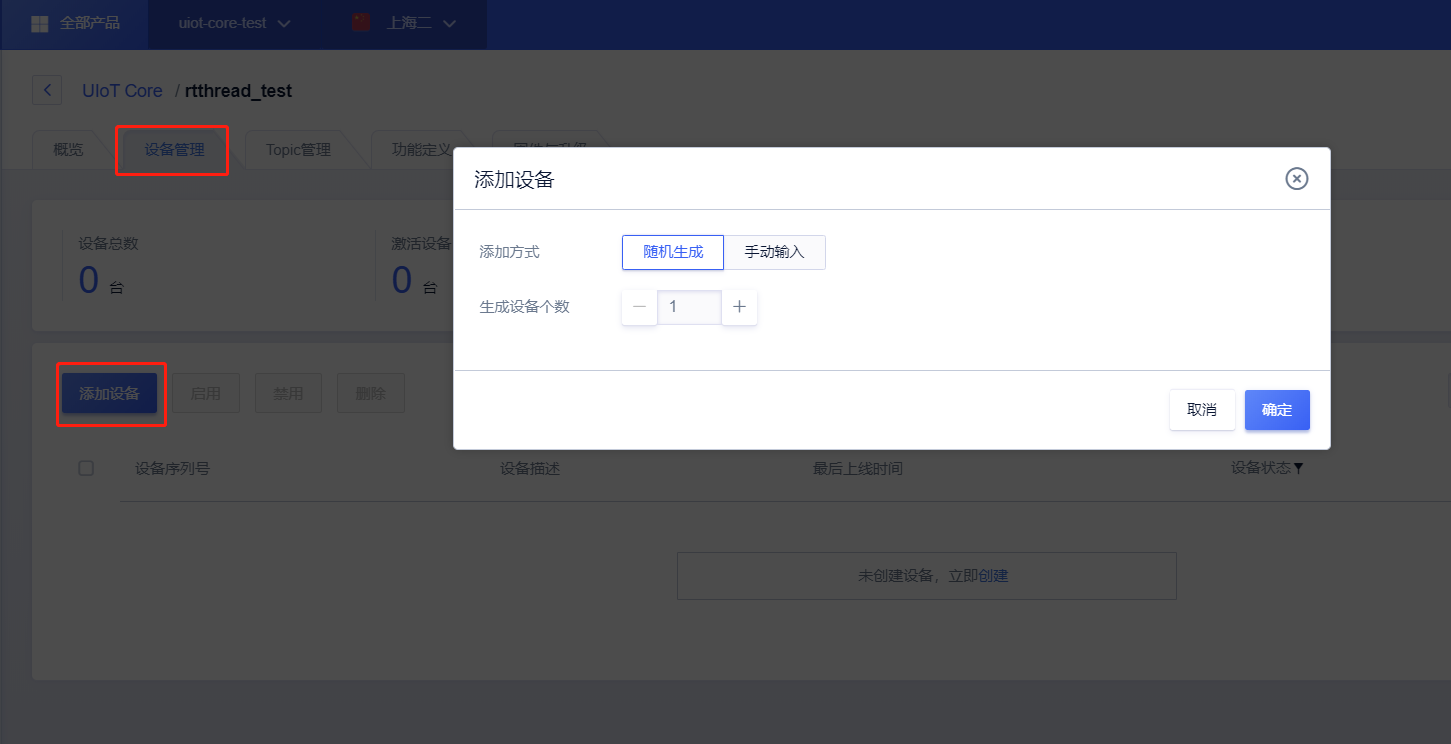 全部产品 uiot-core-test 上海二
UIoT Core / rtthread_test
概览 设备管理 Topic管理 功能定义 固件与升级
添加设备
设备总数 激活设备
0 台 0 台
添加方式 随机生成 手动输入
生成设备个数 1
添加设备 启用 禁用 删除
取消 确定
设备序列号 设备描述 最后上线时间 设备状态
未创建设备，立即创建